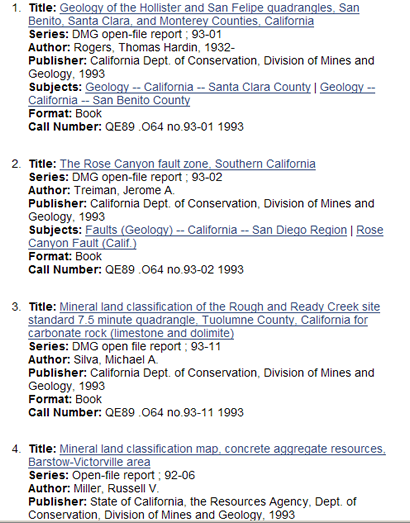 1. Title: Geology of the Hollister and San Felipe quadrangles, San
Benito, Santa Clara, and Monterey Counties, California
Series: DMG open-file report ; 93-01
Author: Rogers, Thomas Hardin, 1932-
Publisher: California Dept. of Conservation, Division of Mines and
Geology, 1993
Subjects: Geology -- California -- Santa Clara County | Geology --
California -- San Benito County
Format: Book
Call Number: QE89 .O64 no.93-01 1993
2. Title: The Rose Canyon fault zone, Southern California
Series: DMG open-file report ; 93-02
Author: Treiman, Jerome A.
Publisher: California Dept. of Conservation, Division of Mines and
Geology, 1993
Subjects: Faults (Geology) -- California -- San Diego Region | Rose
Canyon Fault (Calif.)
Format: Book
Call Number: QE89 .O64 no.93-02 1993
3. Title: Mineral land classification of the Rough and Ready Creek site
standard 7.5 minute quadrangle, Tuolumne County, California for
carbonate rock (limestone and dolimite)
Series: DMG open file report ; 93-11
Author: Silva, Michael A.
Publisher: California Dept. of Conservation, Division of Mines and
Geology, 1993
Format: Book
Call Number: QE89 .O64 no.93-11 1993
4. Title: Mineral land classification map, concrete aggregate resources,
Barstow-Victorville area
Series: Open-file report ; 92-06
Author: Miller, Russell V.
Publisher: State of California, the Resources Agency, Dept. of
Conservation, Division of Mines and Geology, 1993